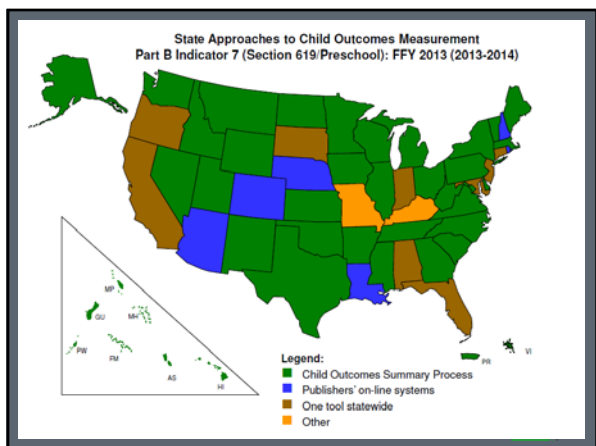 State Approaches to Child Outcomes Measurement
Part B Indicator 7 (Section 619/Preschool): FFY 2013 (2013-2014)
MP
GU
MH
PW
FM
AS
HI
PR
VI
Legend:
Child Outcomes Summary Process
Publishers' on-line systems
One tool statewide
Other